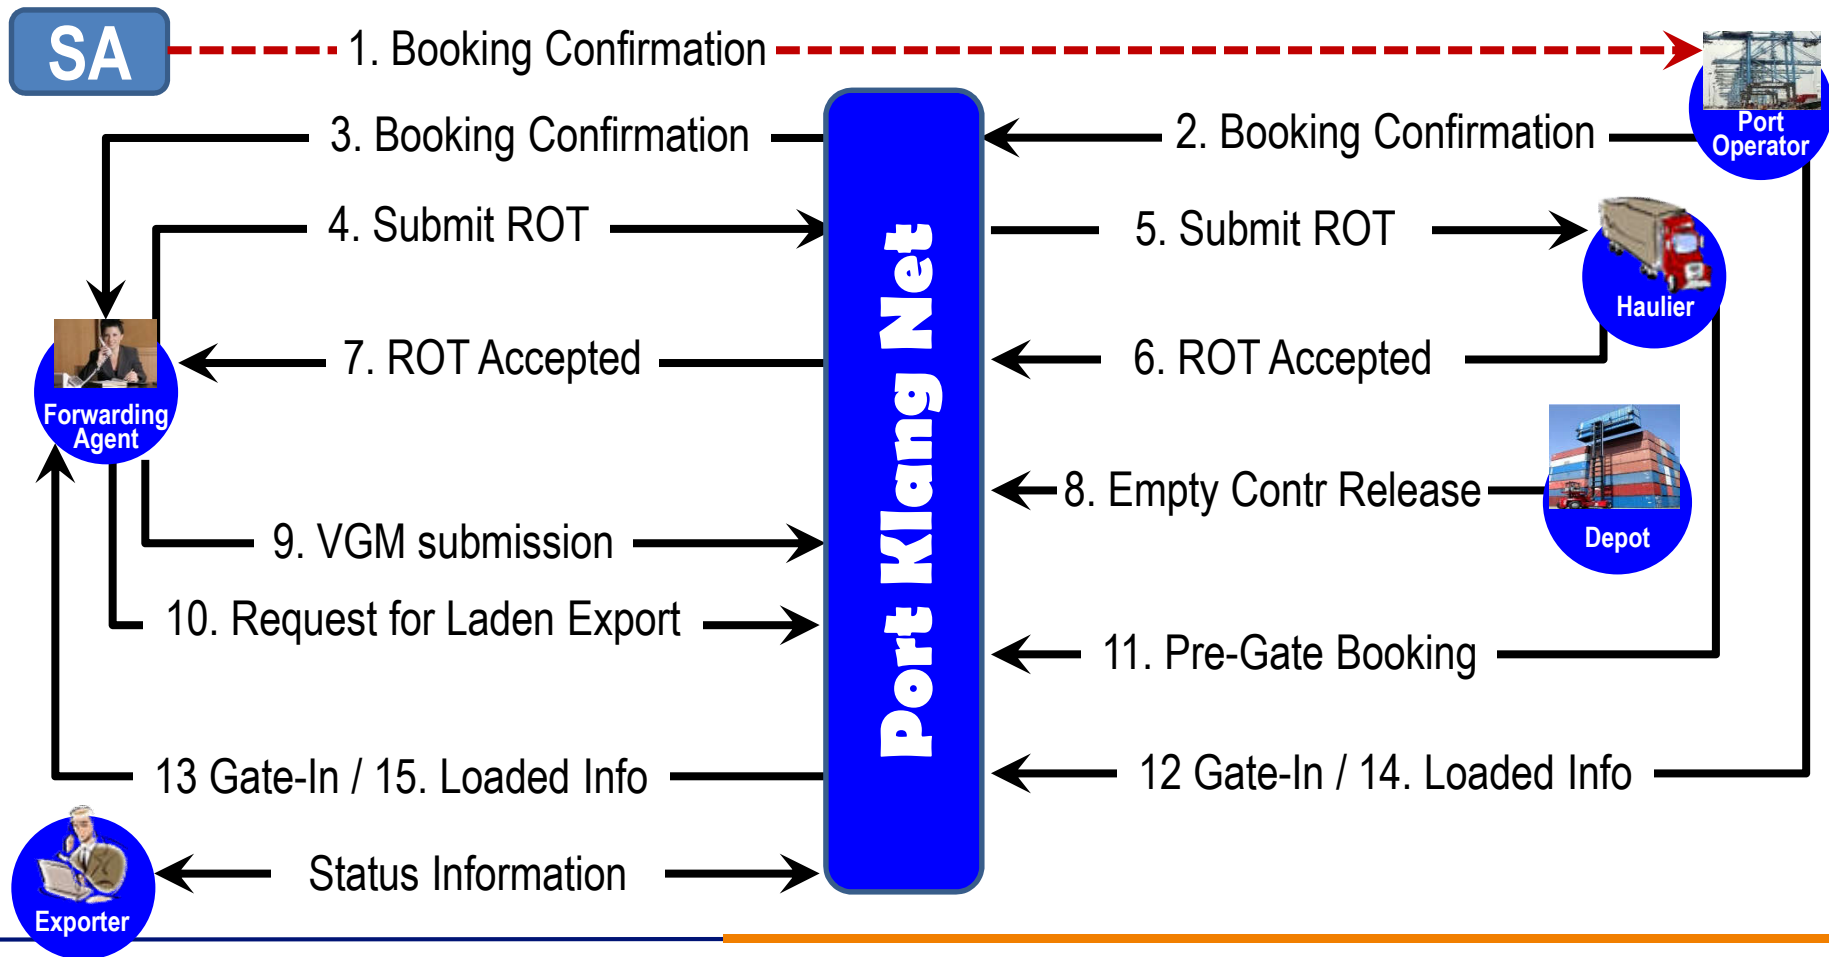 SA
1. Booking Confirmation
Port
Operator
3. Booking Confirmation
2. Booking Confirmation
4. Submit ROT
5. Submit ROT
Haulier
7. ROT Accepted
6. ROT Accepted
Forwarding
Agent
8. Empty Contr Release
Depot
9. VGM submission
10. Request for Laden Export
11. Pre-Gate Booking
13 Gate-In / 15. Loaded Info
12 Gate-In / 14. Loaded Info
Status Information
Exporter
Port Klang Net